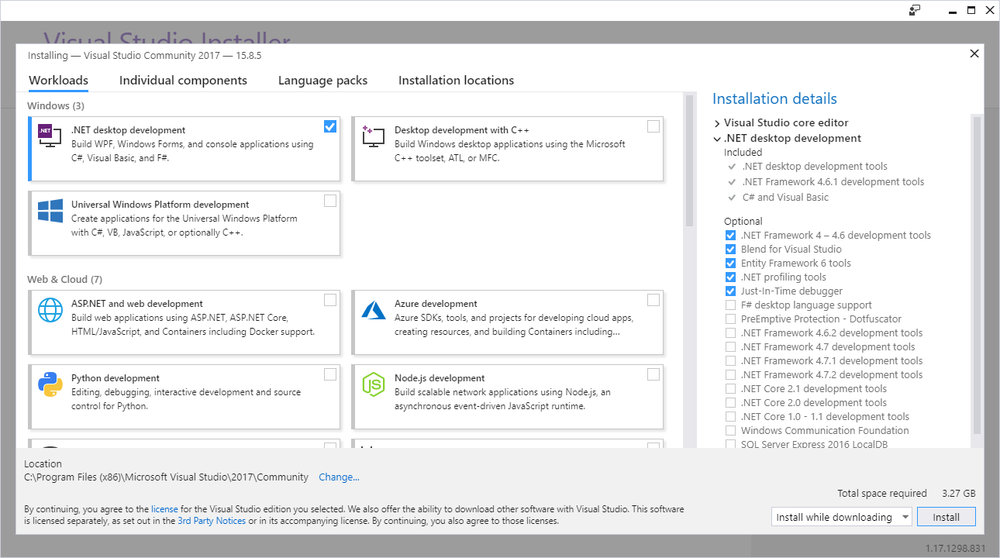 Visual Studio Installer
Installing — Visual Studio Community 2017 — 15.8.5
Workloads
Individual components
Language packs
Installation locations
Windows (3)
.NET
.NET desktop development
Build WPF, Windows Forms, and console applications using
C#, Visual Basic, and F#.
Desktop development with C++
Build Windows desktop applications using the Microsoft
C++ toolset, ATL, or MFC.
Universal Windows Platform development
Create applications for the Universal Windows Platform
with C#, VB, JavaScript, or optionally C++.
Web & Cloud (7)
ASP.NET and web development
Build web applications using ASP.NET, ASP.NET Core,
HTML/JavaScript, and Containers including Docker support.
Azure development
Azure SDKs, tools, and projects for developing cloud apps,
creating resources, and building Containers including...
Python development
Editing, debugging, interactive development and source
control for Python.
JS
Node.js development
Build scalable network applications using Node.js, an
asynchronous event-driven JavaScript runtime.
Installation details
Visual Studio core editor
.NET desktop development
Included
.NET desktop development tools
.NET Framework 4.6.1 development tools
C# and Visual Basic
Optional
.NET Framework 4 – 4.6 development tools
Blend for Visual Studio
Entity Framework 6 tools
.NET profiling tools
Just-In-Time debugger
F# desktop language support
PreEmptive Protection - Dotfuscator
.NET Framework 4.6.2 development tools
.NET Framework 4.7 development tools
.NET Framework 4.7.1 development tools
.NET Framework 4.7.2 development tools
.NET Core 2.1 development tools
.NET Core 2.0 development tools
.NET Core 1.0 - 1.1 development tools
Windows Communication Foundation
SQL Server Express 2016 LocalDB
Location
C:\Program Files (x86)\Microsoft Visual Studio\2017\Community
Change...
Total space required 3.27 GB
By continuing, you agree to the license for the Visual Studio edition you selected. We also offer the ability to download other software with Visual Studio. This software
is licensed separately, as set out in the 3rd Party Notices or in its accompanying license. By continuing, you also agree to those licenses.
Install while downloading
Install
1.17.1298.831